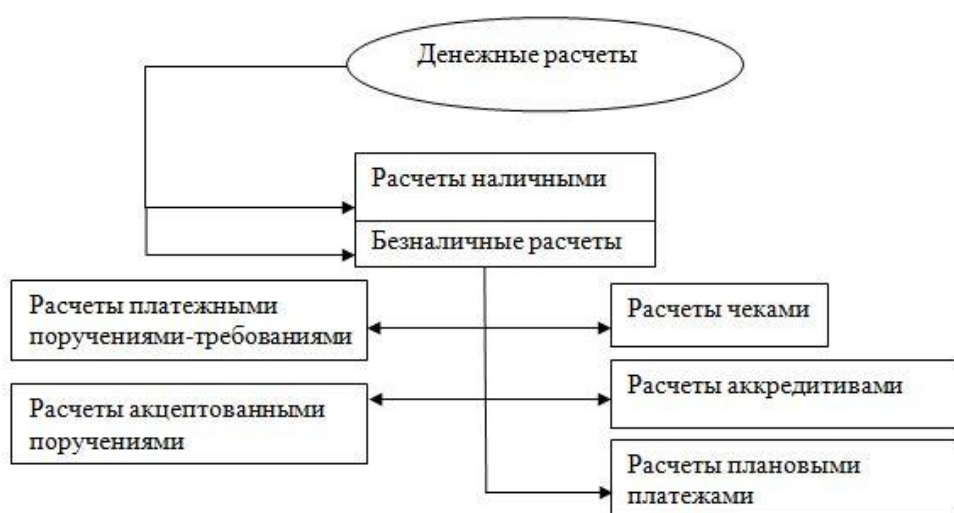 Денежные расчеты
Расчеты наличными
Безналичные расчеты
Расчеты платежными
поручениями-требованиями
Расчеты чеками
Расчеты акцептованными
поручениями
Расчеты аккредитивами
Расчеты плановыми
платежами